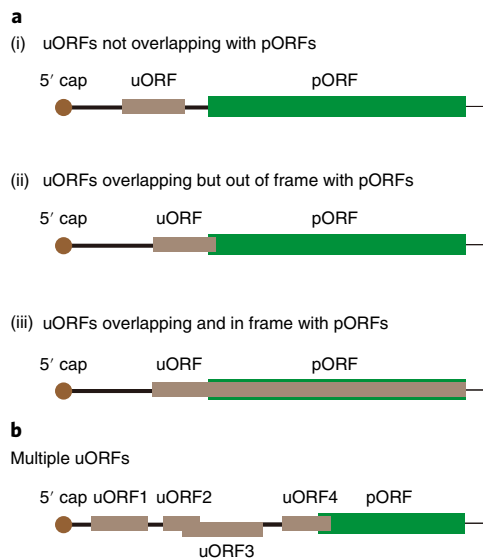 a
(i) uORFs not overlapping with pORFs
5′ cap uORF pORF
(ii) uORFs overlapping but out of frame with pORFs
5′ cap uORF pORF
(iii) uORFs overlapping and in frame with pORFs
5′ cap uORF pORF
b
Multiple uORFs
5′ cap uORF1 uORF2 uORF4 pORF
uORF3